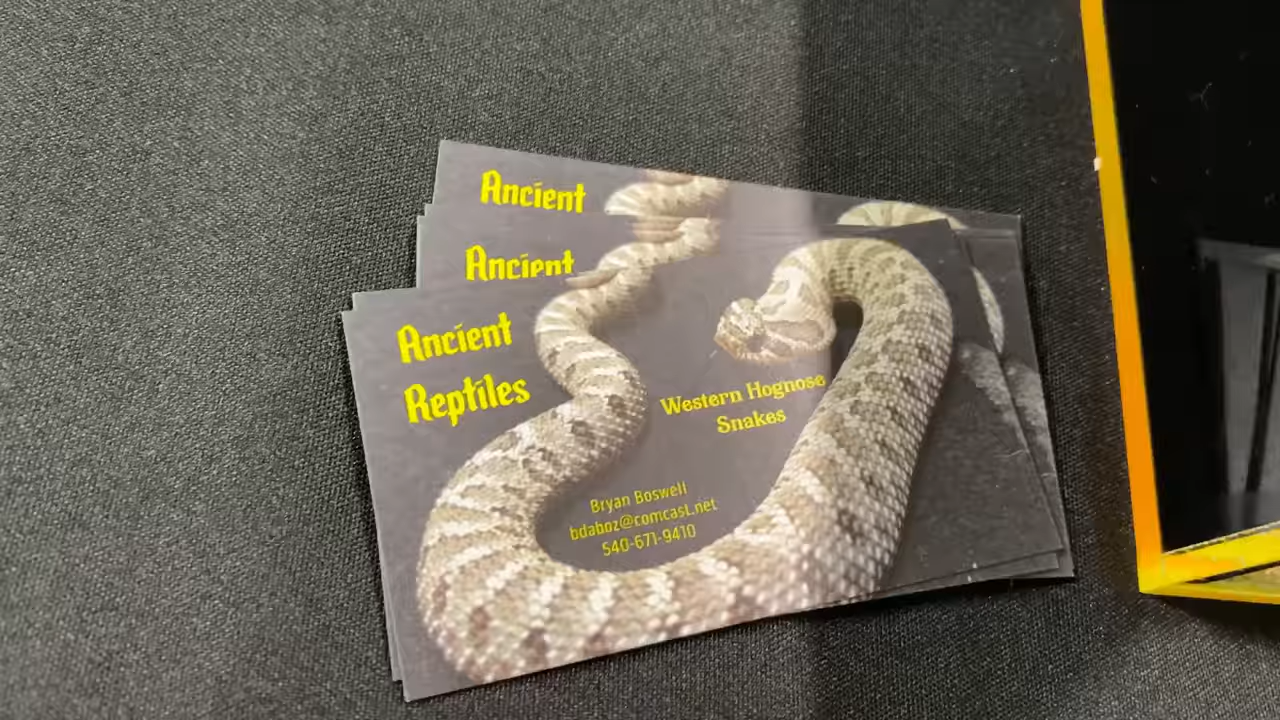 Ancient
Ancient
Ancient
Reptiles
Western Hognose
Snakes
Bryan Boswell
bdaboz@comcast.net
540-671-9410